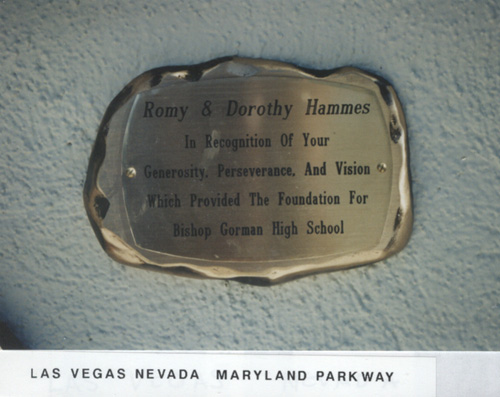 Romy & Dorothy Hammes
In Recognition Of Your
Generosity, Perseverance, And Vision
Which Provided The Foundation For
Bishop Gorman High School
LAS VEGAS NEVADA MARYLAND PARKWAY